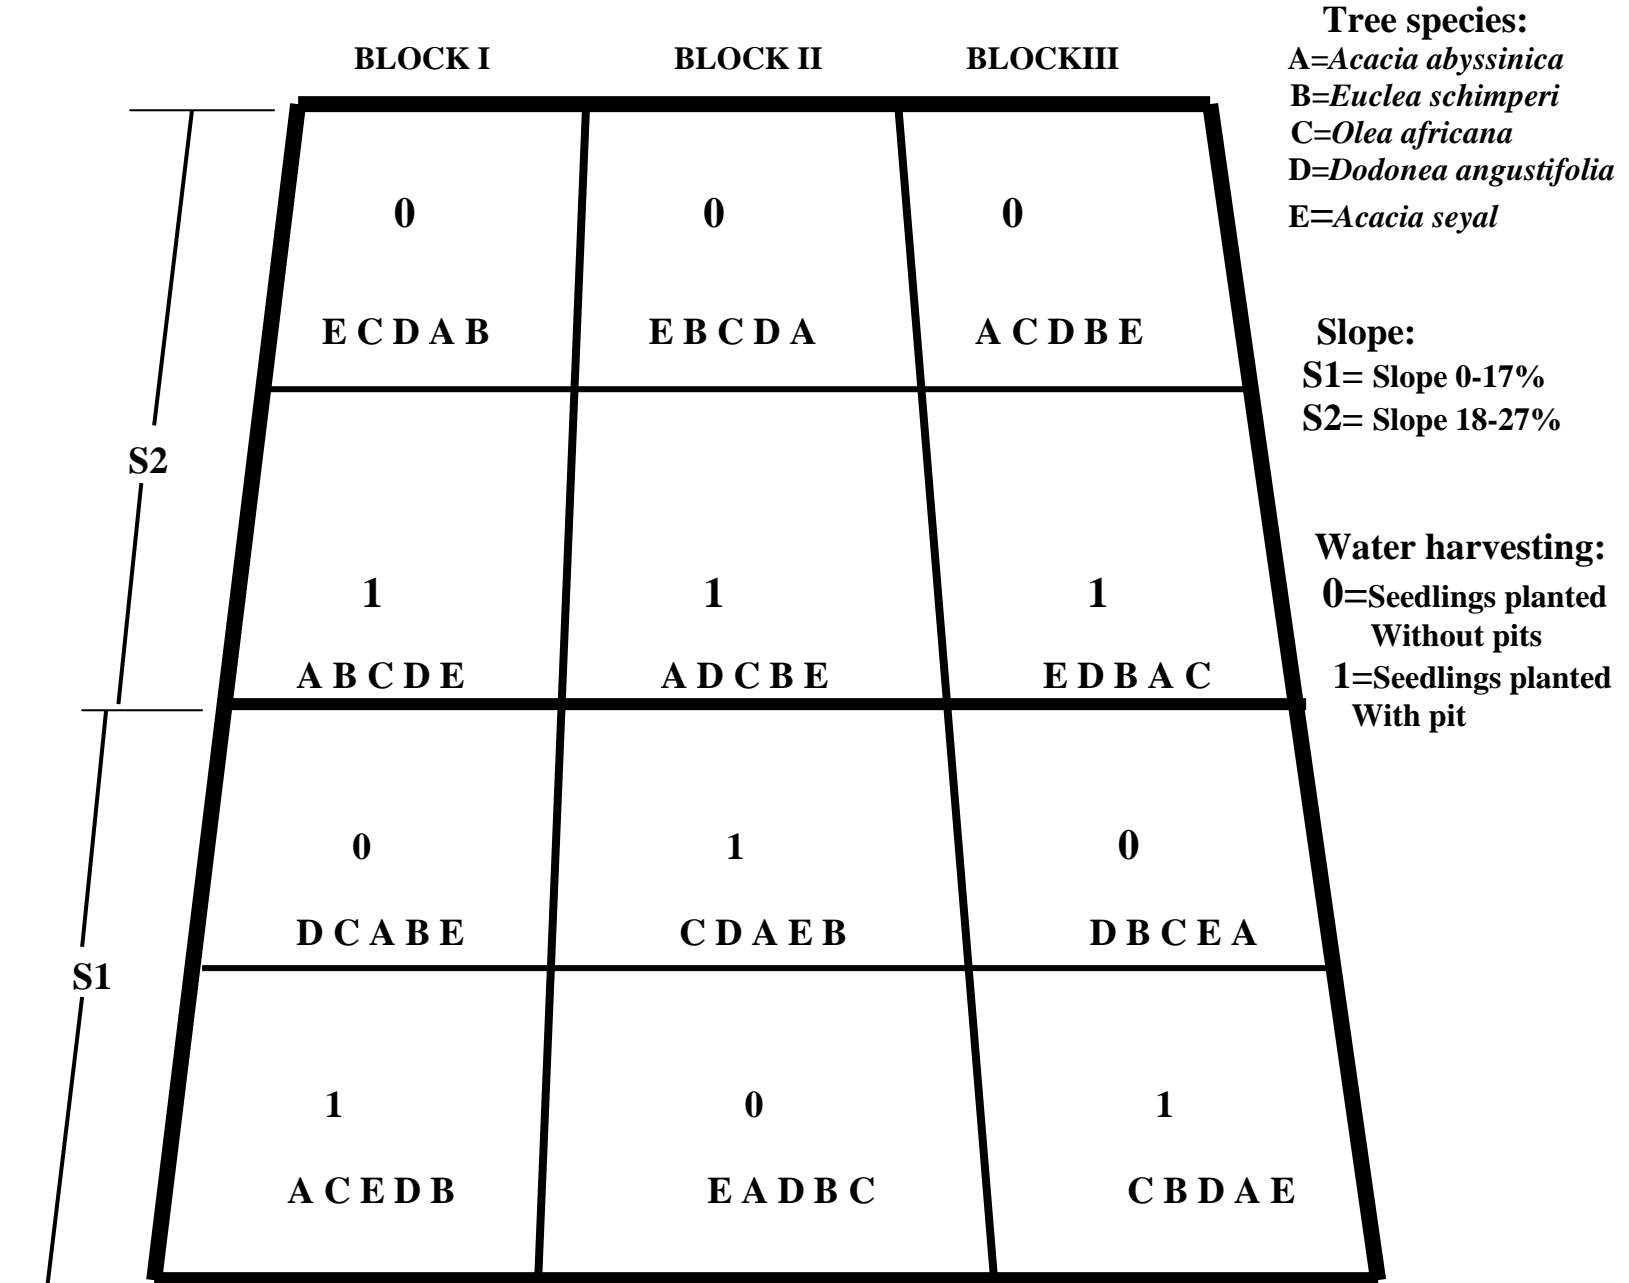 BLOCK I BLOCK II BLOCKIII
0 0 0
E C D A B E B C D A A C D B E
S2
1 1 1
A B C D E A D C B E E D B A C
0 1 0
D C A B E C D A E B D B C E A
S1
1 0 1
A C E D B E A D B C C B D A E
Tree species:
A=Acacia abyssinica
B=Euclea schimperi
C=Olea africana
D=Dodonea angustifolia
E=Acacia seyal
Slope:
S1= Slope 0-17%
S2= Slope 18-27%
Water harvesting:
0=Seedlings planted
Without pits
1=Seedlings planted
With pit